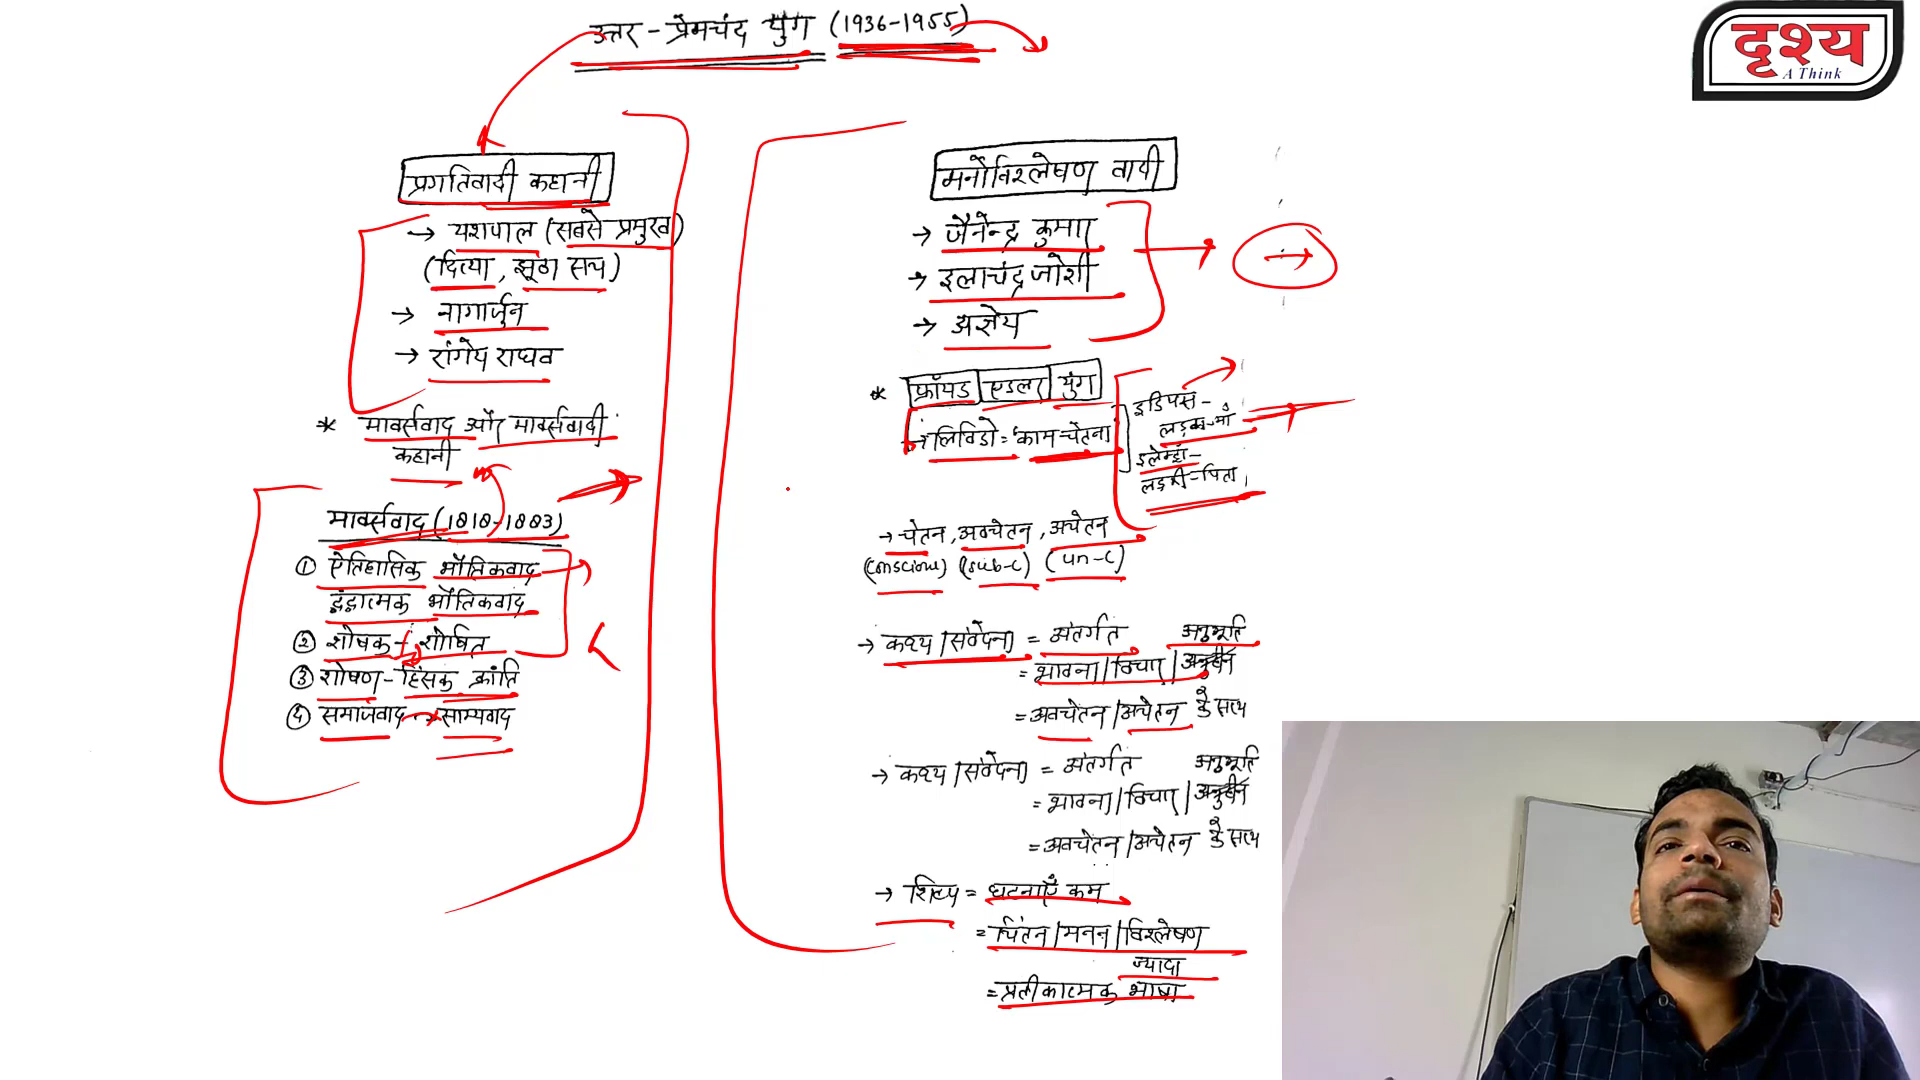 उत्तर - प्रेमचंद युग (1936-1955)
दृश्य
A Think
प्रगतिवादी कहानी
→ यशपाल (सबसे प्रमुख)
(दिव्या, झूठा सच)
→ नागार्जुन
→ रांगेय राघव
* मार्क्सवाद और मार्क्सवादी
कहानी
मार्क्सवाद (1818-1883)
① ऐतिहासिक भौतिकवाद
द्वंद्वात्मक भौतिकवाद
② शोषक - शोषित
③ शोषण - हिंसक क्रांति
④ समाजवाद → साम्यवाद
मनोविश्लेषण वादी
→ जैनेन्द्र कुमार
→ इलाचंद्र जोशी
→ अज्ञेय
* फ्रॉयड एडलर युंग
→ लिविडो = 'काम-चेतना'
इडिपस -
लड़का-माँ
इलेक्ट्रा -
लड़की-पिता
→ चेतन, अवचेतन, अचेतन
(conscious) (sub-c) (un-c)
→ कथ्य/संवेदना = अंतर्गत अनुभूति
= भावना/विचार/
= अवचेतन/अचेतन के सत्य
→ कथ्य/संवेदना = अंतर्गत अनुभूति
= भावना/विचार/
= अवचेतन/अचेतन के सत्य
→ शिल्प = घटनाएँ कम
= चिंतन/मनन/विश्लेषण
ज्यादा
= प्रतीकात्मक भाषा